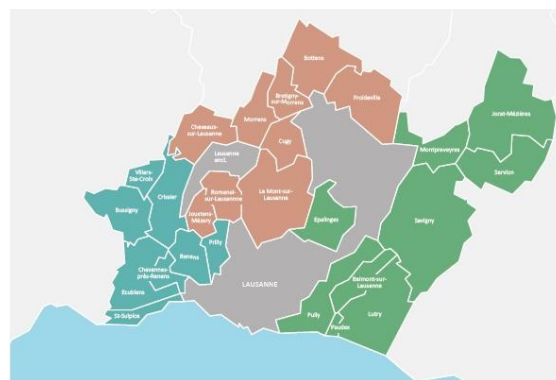 Bottens
Bretigny-
sur-Morrens
Froideville
Jorat-Mézières
Cheseaux-
sur-Lausanne
Morrens
Cugy
Montpreveyres
Lausanne
Servion
Villars-
Ste-Croix
Crissier
Romanel-
sur-Lausanne
Le Mont-sur-
Lausanne
Savigny
Bussigny
Jouxtens-
Mézery
Epalinges
Prilly
Renens
Chavannes-
près-Renens
Ecublens
LAUSANNE
Belmont-sur-
Lausanne
St-Sulpice
Pully
Lutry
Paudex